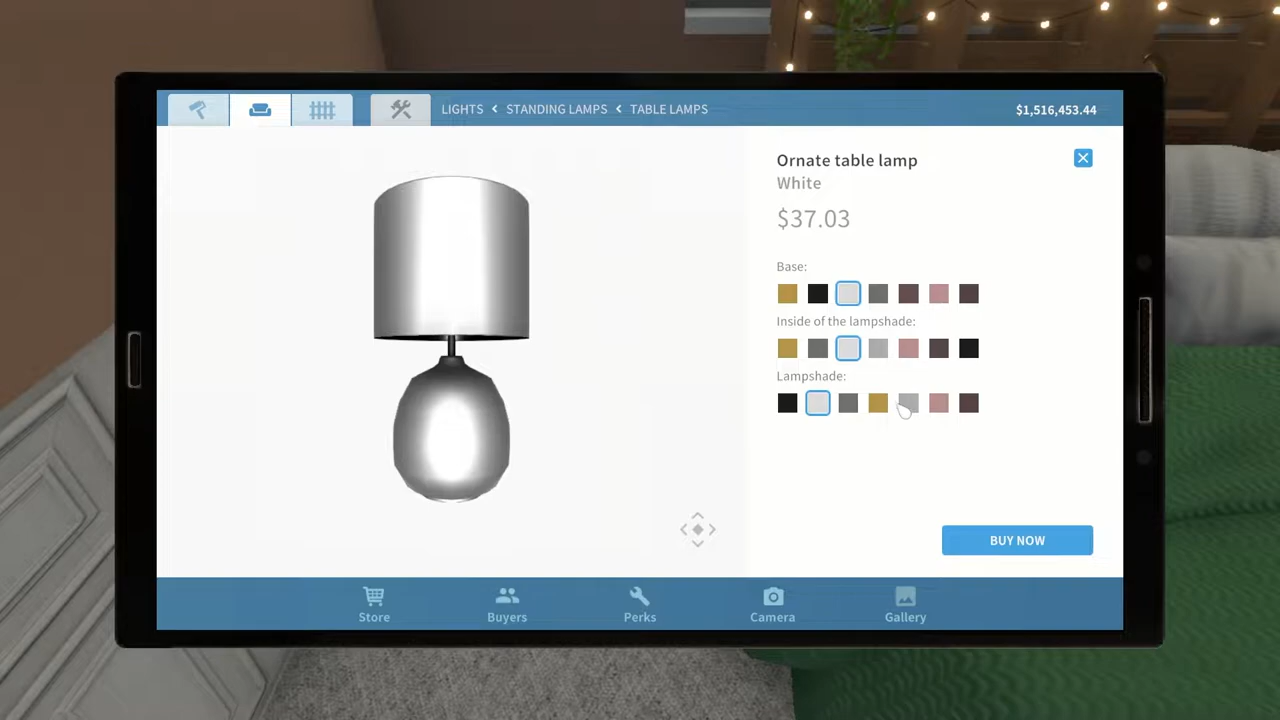 LIGHTS < STANDING LAMPS < TABLE LAMPS
$1,516,453.44
Ornate table lamp
White
$37.03
Base:
Inside of the lampshade:
Lampshade:
BUY NOW
Store
Buyers
Perks
Camera
Gallery